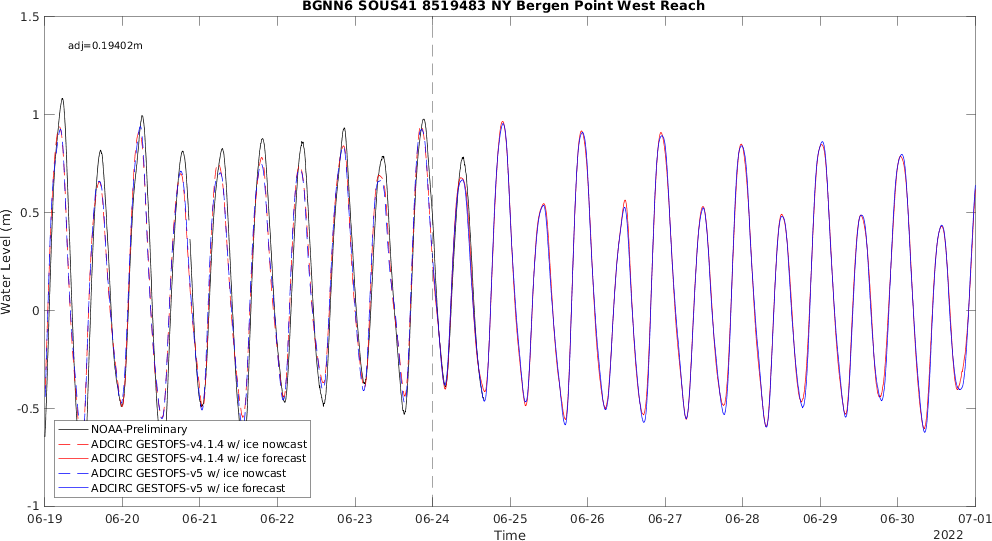 BGNN6 SOUS41 8519483 NY Bergen Point West Reach
adj=0.19402m
Water Level (m)
1.5
1
0.5
0
-0.5
-1
NOAA-Preliminary
ADCIRC GESTOFS-v4.1.4 w/ ice nowcast
ADCIRC GESTOFS-v4.1.4 w/ ice forecast
ADCIRC GESTOFS-v5 w/ ice nowcast
ADCIRC GESTOFS-v5 w/ ice forecast
06-19 06-20 06-21 06-22 06-23 06-24 06-25 06-26 06-27 06-28 06-29 06-30 07-01
Time
2022